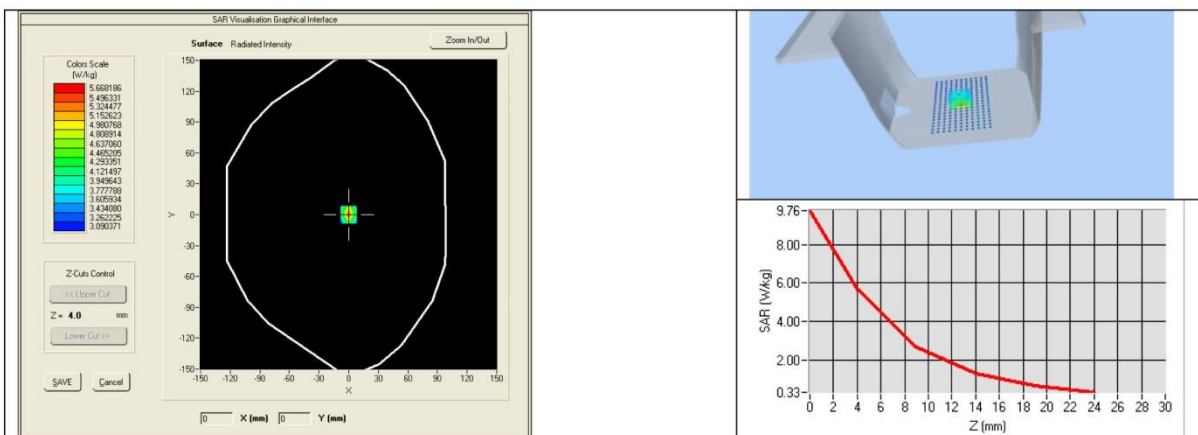 SAR Visualisation Graphical Interface
Surface Radiated Intensity
Zoom In/Out
Colors Scale
(W/kg)
5.668186
5.496331
5.324477
5.152623
4.980768
4.808914
4.637060
4.465205
4.293351
4.121497
3.949643
3.777788
3.605934
3.434080
3.262225
3.090371
Z-Cuts Control
<< Upper Cut
Z = 4.0 mm
Lower Cut >>
SAVE Cancel
150
120
90
60
30
0
-30
-60
-90
-120
-150
Y
-150 -120 -90 -60 -30 0 30 60 90 120 150
X
0 X (mm) 0 Y (mm)
9.76
8.00
6.00
4.00
2.00
0.33
SAR (W/kg)
0 2 4 6 8 10 12 14 16 18 20 22 24 26 28 30
Z (mm)